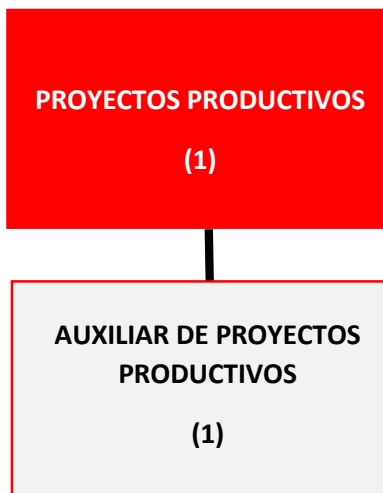 PROYECTOS PRODUCTIVOS
(1)
AUXILIAR DE PROYECTOS
PRODUCTIVOS
(1)